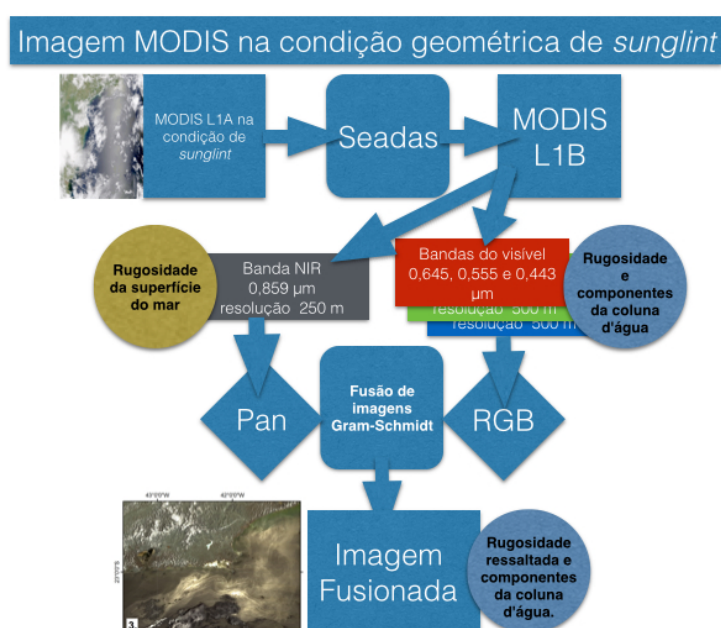 Imagem MODIS na condição geométrica de sunglint
MODIS L1A na
condição de
sunglint
Seadas
MODIS
L1B
Rugosidade
da superfície
do mar
Banda NIR
0,859 µm
resolução 250 m
Bandas do visível
0,645, 0,555 e 0,443
µm
resolução 500 m
resolução 500 m
Rugosidade
e
componentes
da coluna
d'água
Pan
Fusão de
imagens
Gram-Schmidt
RGB
43°0'0"W 42°0'0"W
23°0'0"S
3.
Imagem
Fusionada
Rugosidade
ressaltada e
componentes
da coluna
d'água.